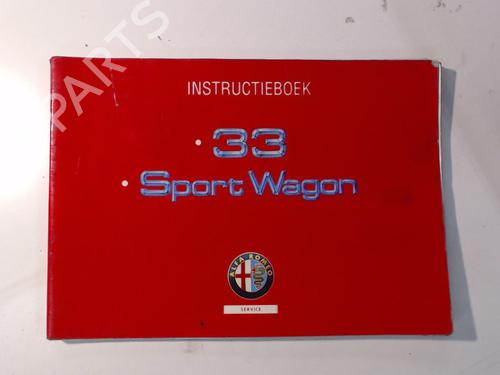 PARTS
INSTRUCTIEBOEK
• 33
• Sport Wagon
ALFA ROMEO
SERVICE